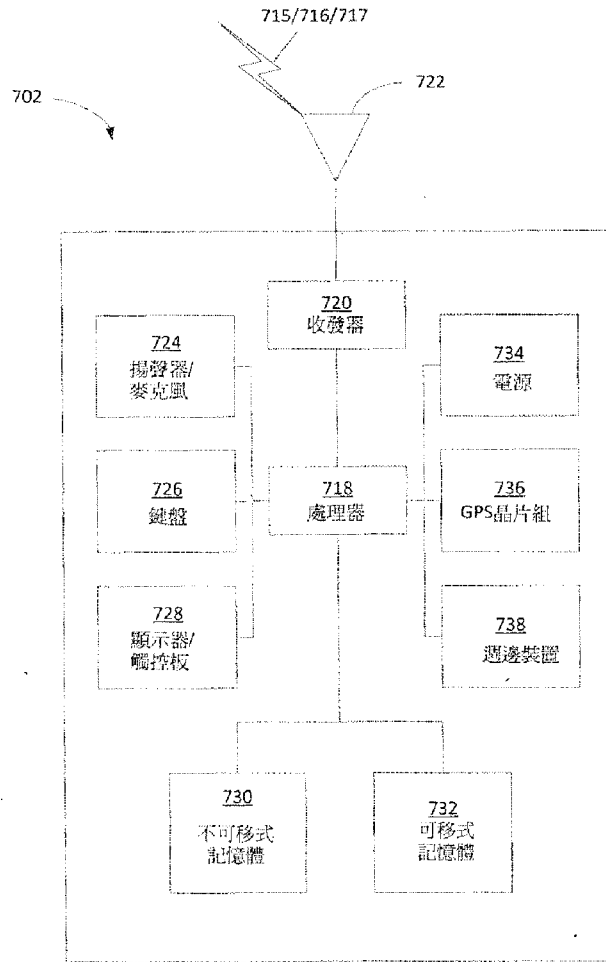 715/716/717
702
722
720
收發器
724
揚聲器/
麥克風
734
電源
726
鍵盤
718
處理器
736
GPS晶片組
728
顯示器/
觸控板
738
週邊裝置
730
不可移式
記憶體
732
可移式
記憶體